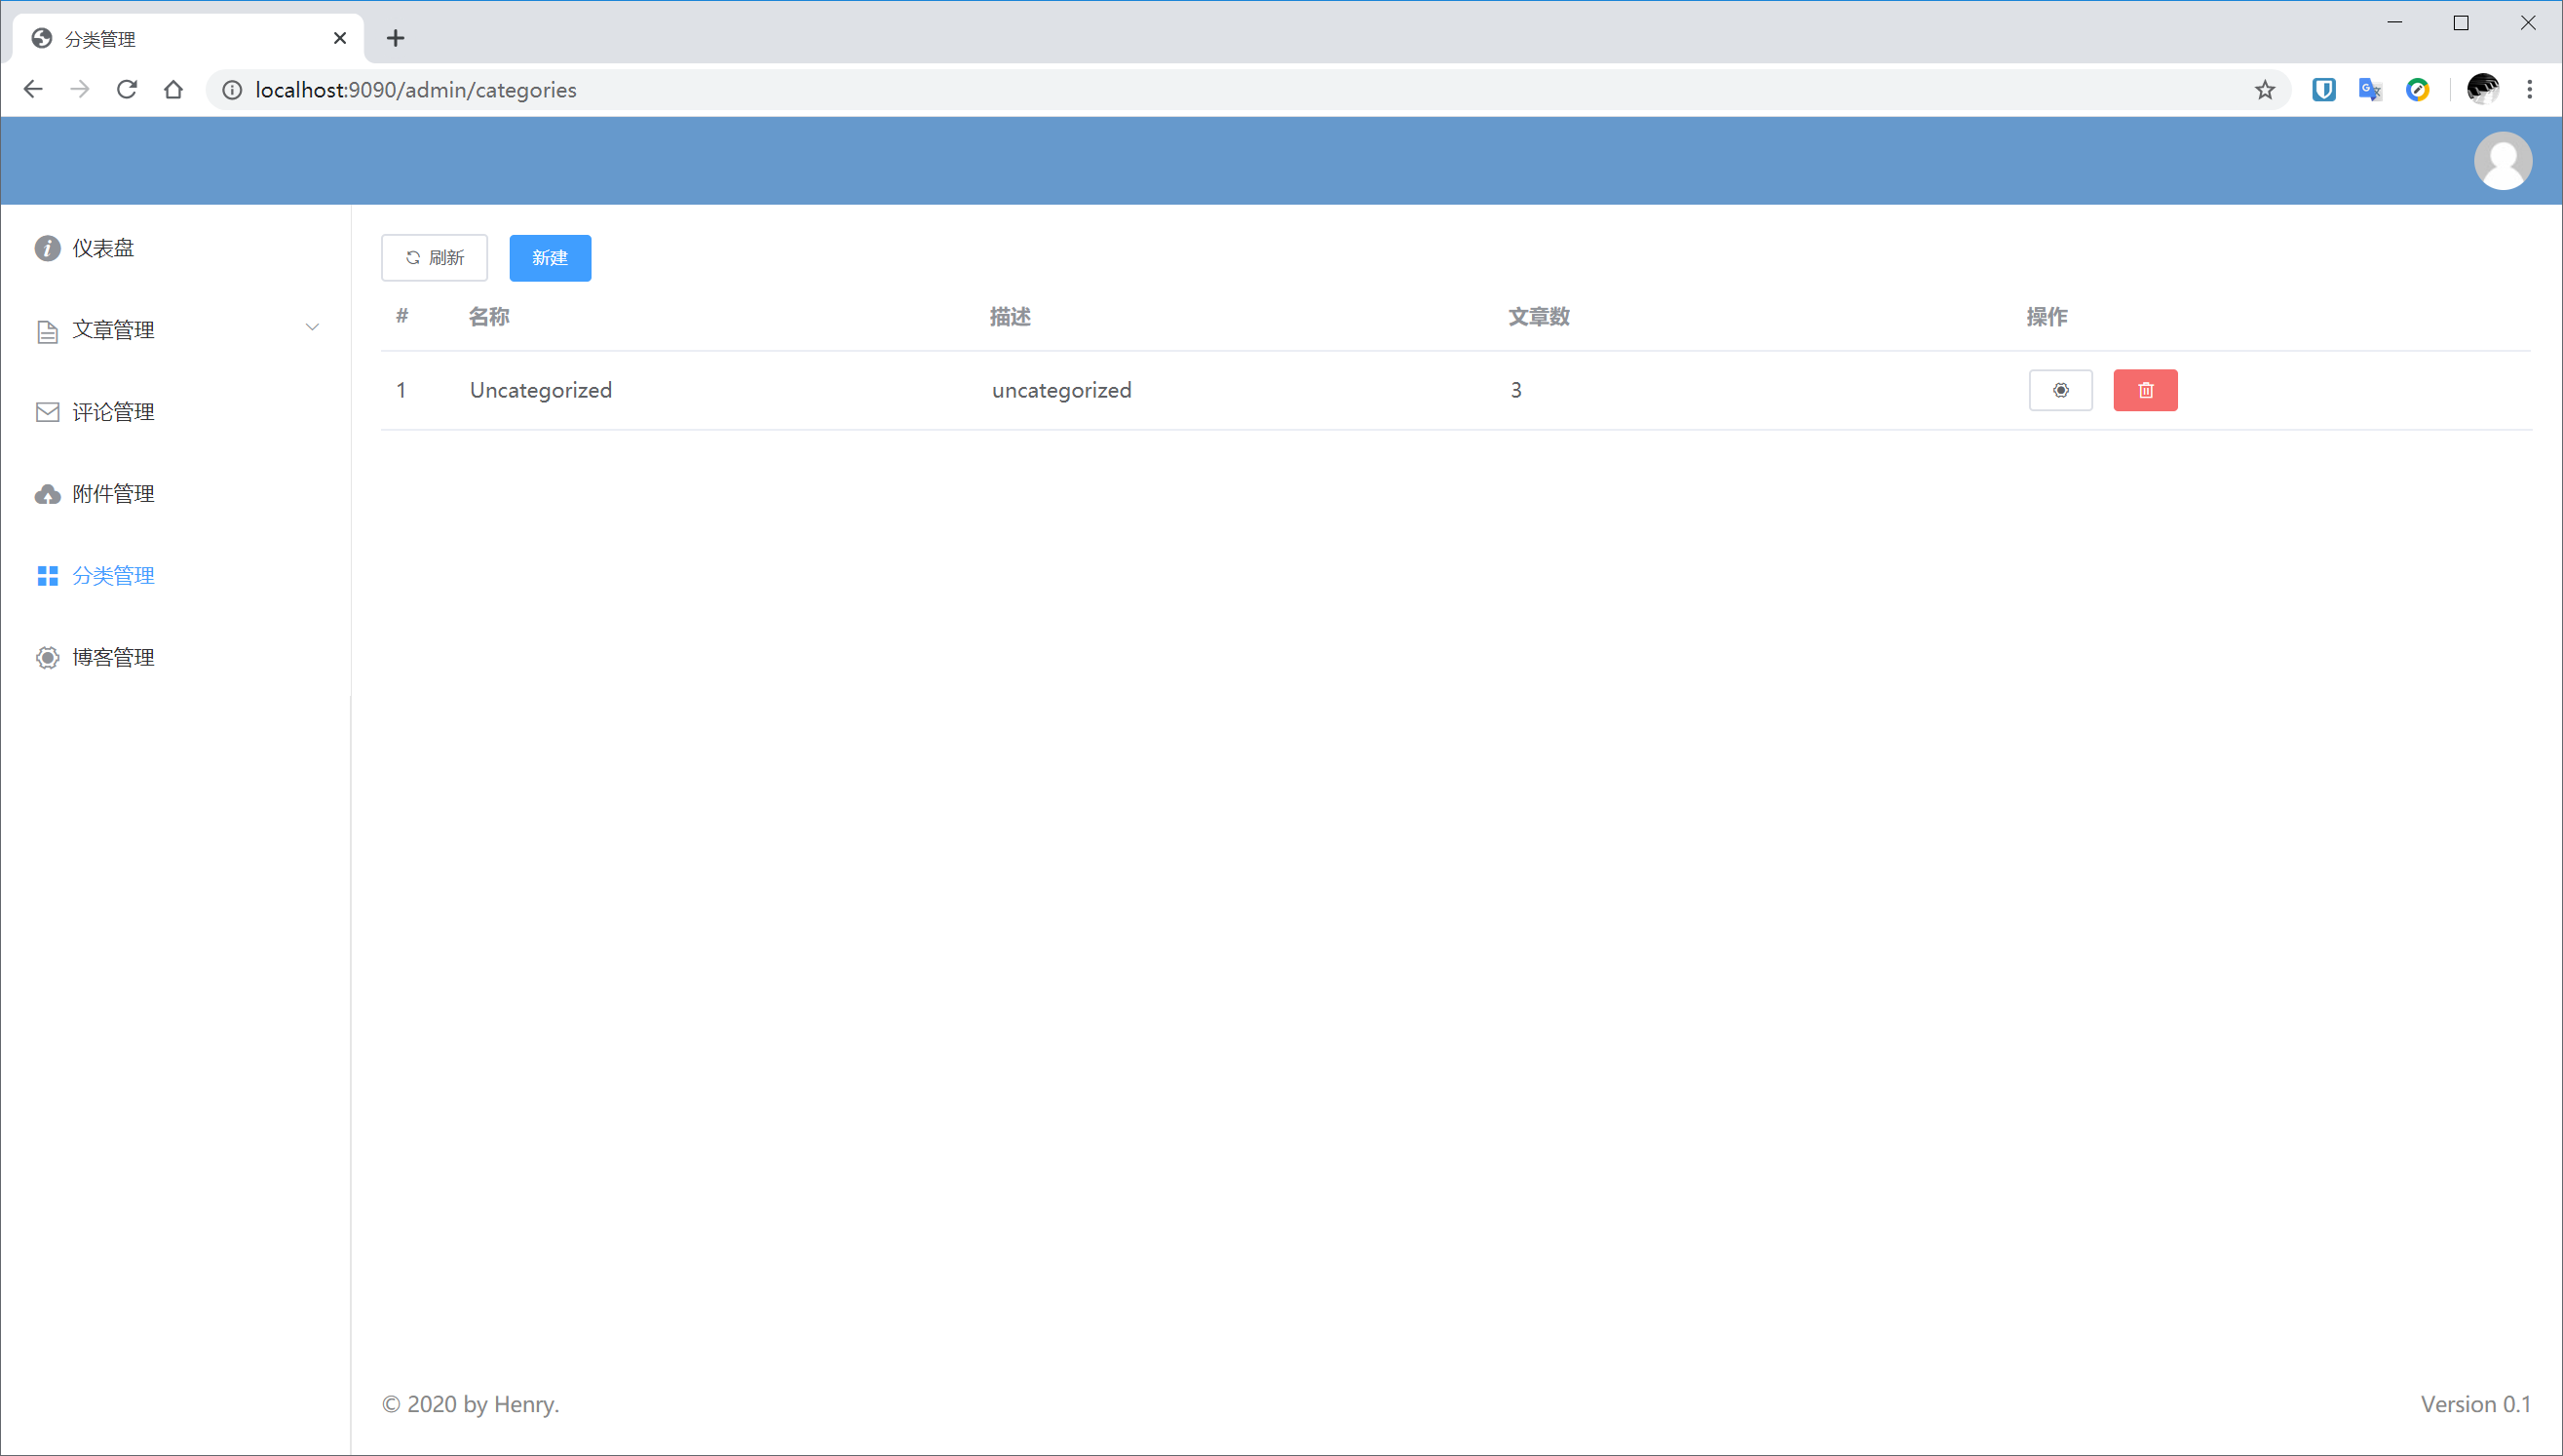 分类管理
localhost:9090/admin/categories
仪表盘
文章管理
评论管理
附件管理
分类管理
博客管理
刷新 新建
# 名称 描述 文章数 操作
1 Uncategorized uncategorized 3
© 2020 by Henry. Version 0.1